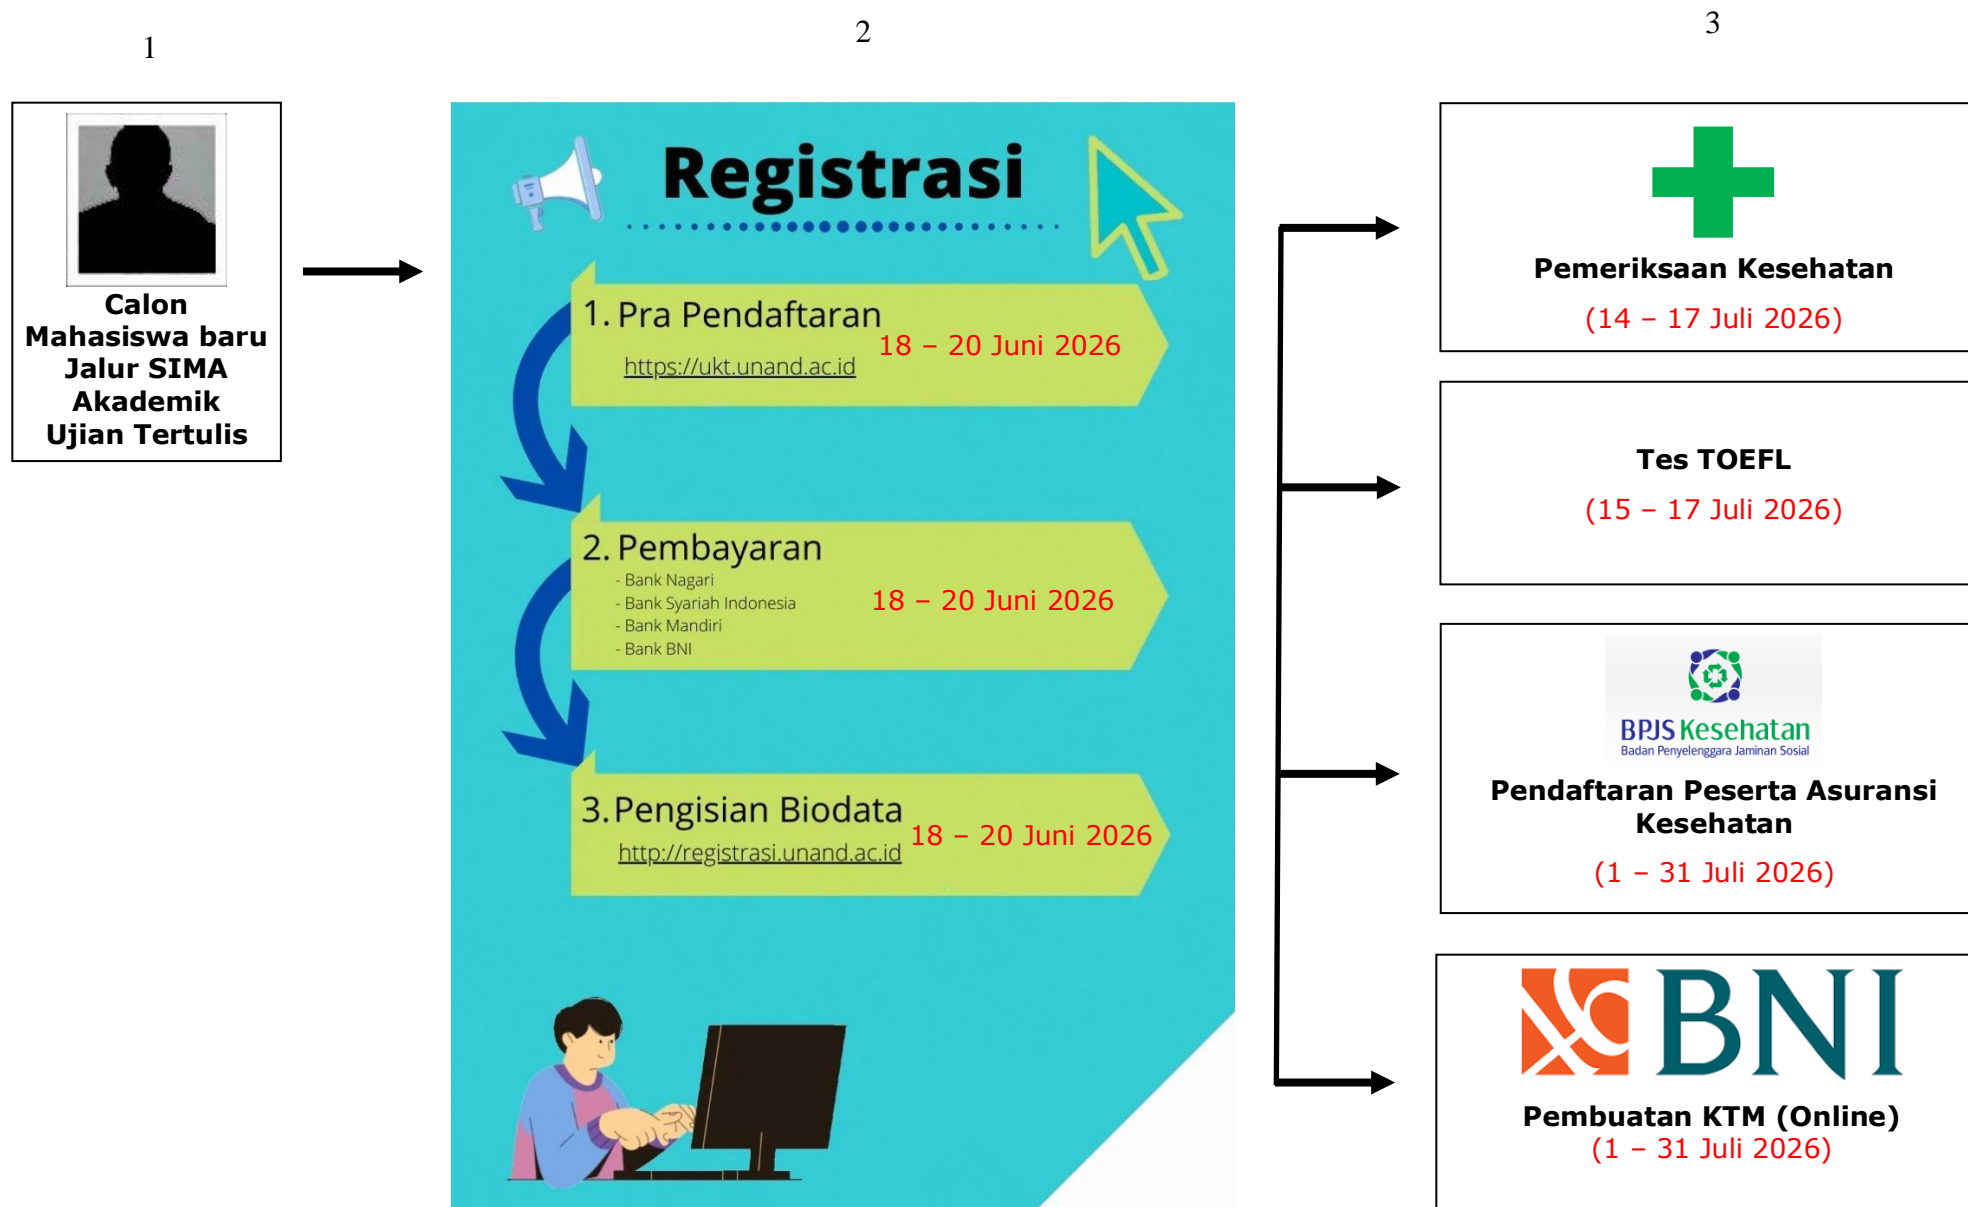 1
2
3
Calon
Mahasiswa baru
Jalur SIMA
Akademik
Ujian Tertulis
Registrasi
1. Pra Pendaftaran
18 – 20 Juni 2026
https://ukt.unand.ac.id
2. Pembayaran
- Bank Nagari
- Bank Syariah Indonesia
- Bank Mandiri
- Bank BNI
18 – 20 Juni 2026
3. Pengisian Biodata
18 – 20 Juni 2026
http://registrasi.unand.ac.id
Pemeriksaan Kesehatan
(14 – 17 Juli 2026)
Tes TOEFL
(15 – 17 Juli 2026)
BPJS Kesehatan
Badan Penyelenggara Jaminan Sosial
Pendaftaran Peserta Asuransi
Kesehatan
(1 – 31 Juli 2026)
BNI
Pembuatan KTM (Online)
(1 – 31 Juli 2026)